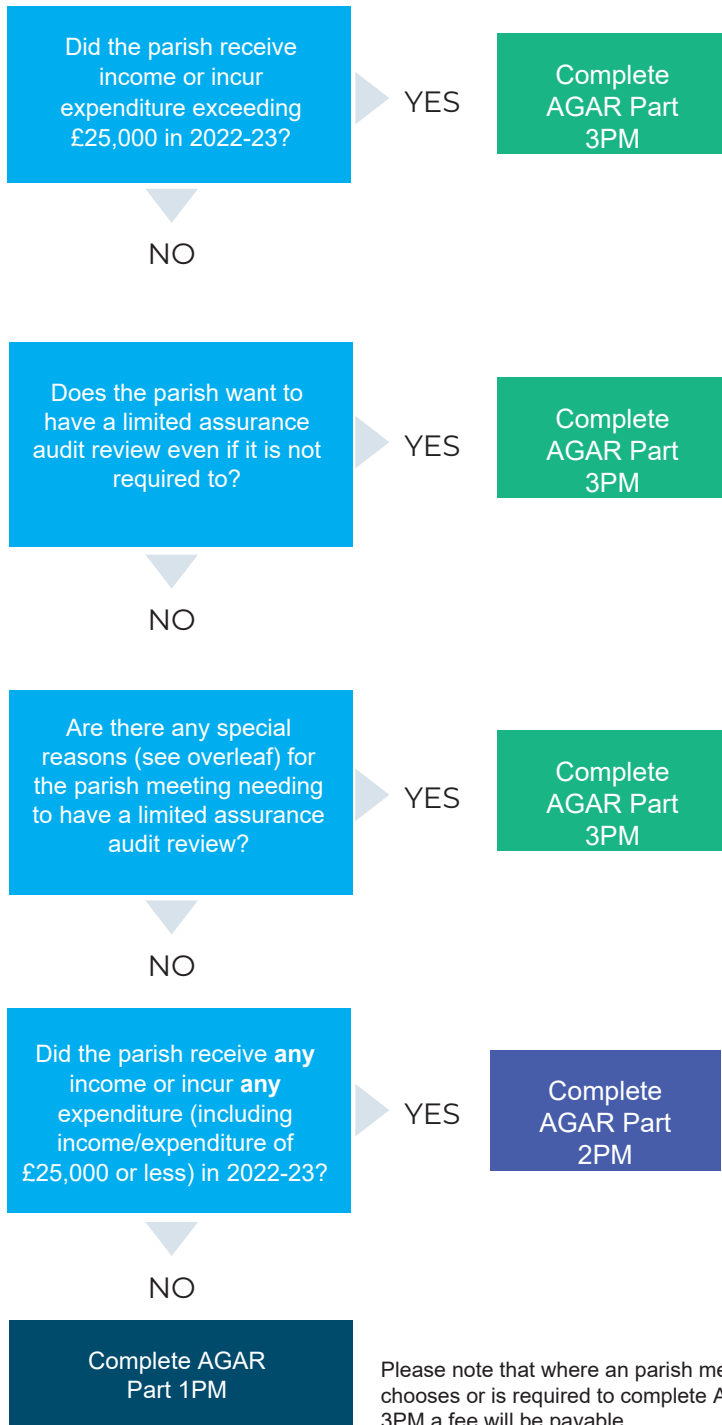 Did the parish receive
income or incur
expenditure exceeding
£25,000 in 2022-23?
YES
Complete
AGAR Part
3PM
NO
Does the parish want to
have a limited assurance
audit review even if it is not
required to?
YES
Complete
AGAR Part
3PM
NO
Are there any special
reasons (see overleaf) for
the parish meeting needing
to have a limited assurance
audit review?
YES
Complete
AGAR Part
3PM
NO
Did the parish receive any
income or incur any
expenditure (including
income/expenditure of
£25,000 or less) in 2022-23?
YES
Complete
AGAR Part
2PM
NO
Complete AGAR
Part 1PM
Please note that where an parish
chooses or is required to complete
3PM a fee will be payable